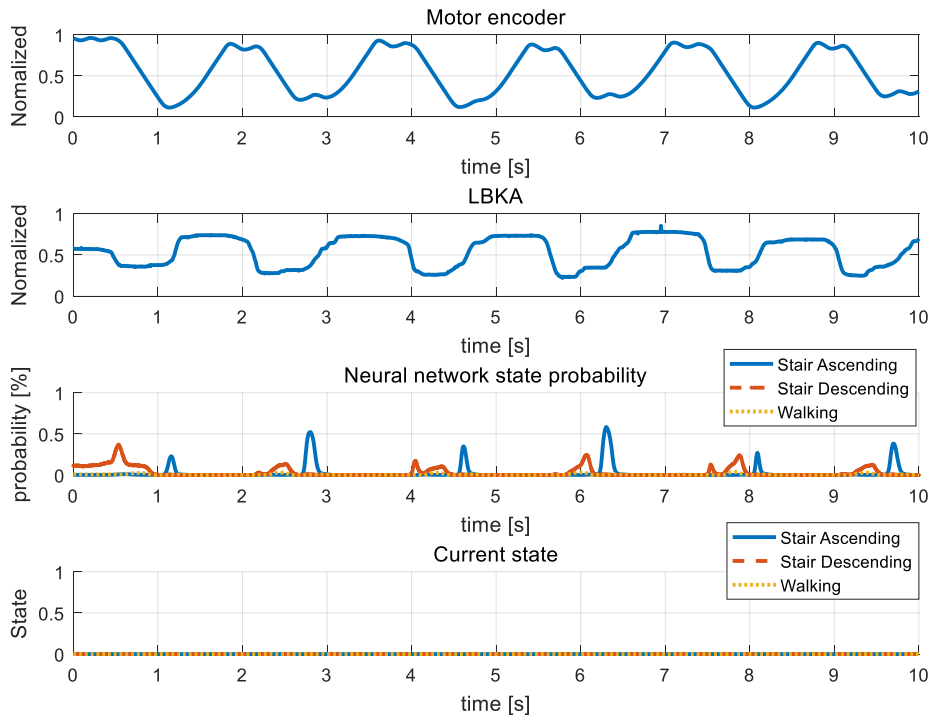 Motor encoder
Nomalized
1
0.5
0
0 1 2 3 4 5 6 7 8 9 10
time [s]
LBKA
Nomalized
1
0.5
0
0 1 2 3 4 5 6 7 8 9 10
time [s]
Neural network state probability
Stair Ascending
Stair Descending
Walking
probability [%]
1
0.5
0
0 1 2 3 4 5 6 7 8 9 10
time [s]
Current state
Stair Ascending
Stair Descending
Walking
State
1
0.5
0
0 1 2 3 4 5 6 7 8 9 10
time [s]